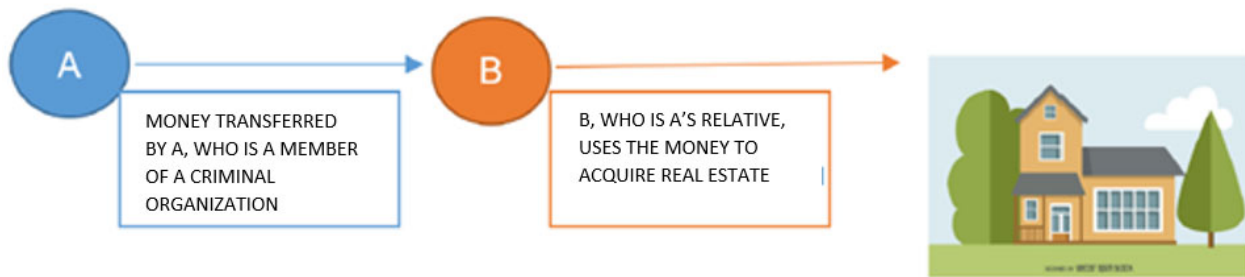 A
B
MONEY TRANSFERRED
BY A, WHO IS A MEMBER
OF A CRIMINAL
ORGANIZATION
B, WHO IS A'S RELATIVE,
USES THE MONEY TO
ACQUIRE REAL ESTATE